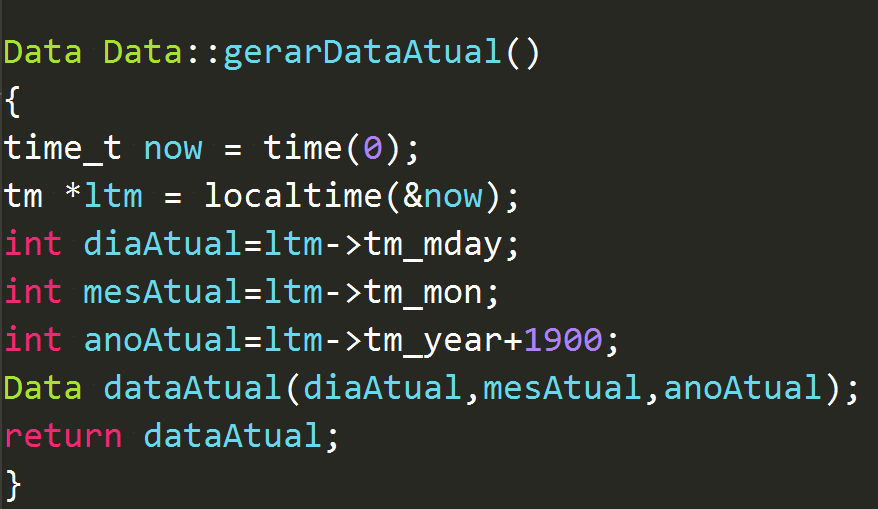 Data Data::gerarDataAtual()
{
time_t now = time(0);
tm *ltm = localtime(&now);
int diaAtual=ltm->tm_mday;
int mesAtual=ltm->tm_mon;
int anoAtual=ltm->tm_year+1900;
Data dataAtual(diaAtual,mesAtual,anoAtual);
return dataAtual;
}